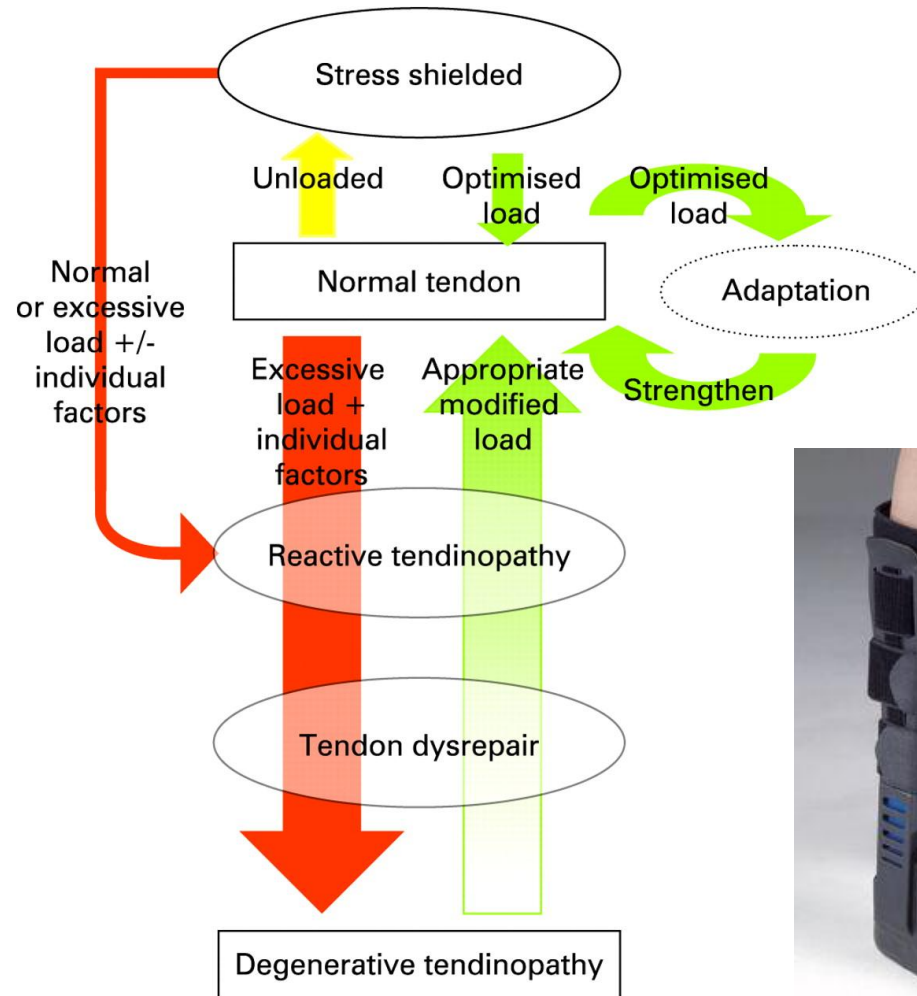 Stress shielded
Unloaded
Optimised
load
Optimised
load
Normal
or excessive
load +/-
individual
factors
Normal tendon
Adaptation
Excessive
load +
individual
factors
Appropriate
modified
load
Strengthen
Reactive tendinopathy
Tendon dysrepair
Degenerative tendinopathy